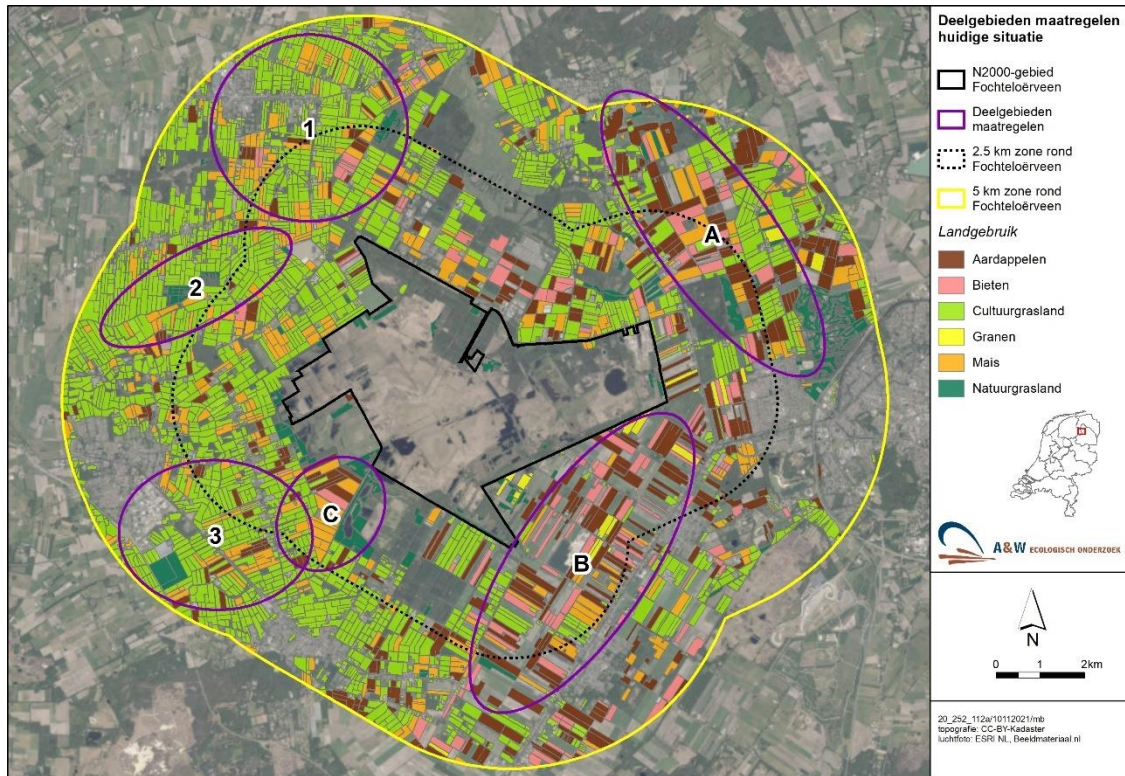 Deelgebieden maatregelen
huidige situatie
N2000-gebied
Fochteloërveen
Deelgebieden
maatregelen
2.5 km zone rond
Fochteloërveen
5 km zone rond
Fochteloërveen
Landgebruik
Aardappelen
Bieten
Cultuurgrasland
Granen
Mais
Natuurgrasland
A&W ECOLOGISCH ONDERZOEK
N
0 1 2km
20_252_112a/10112021/mb
topografie: CC-BY-Kadaster
luchtfoto: ESRI NL, Beeldmateriaal.nl
1
A
2
C
3
B